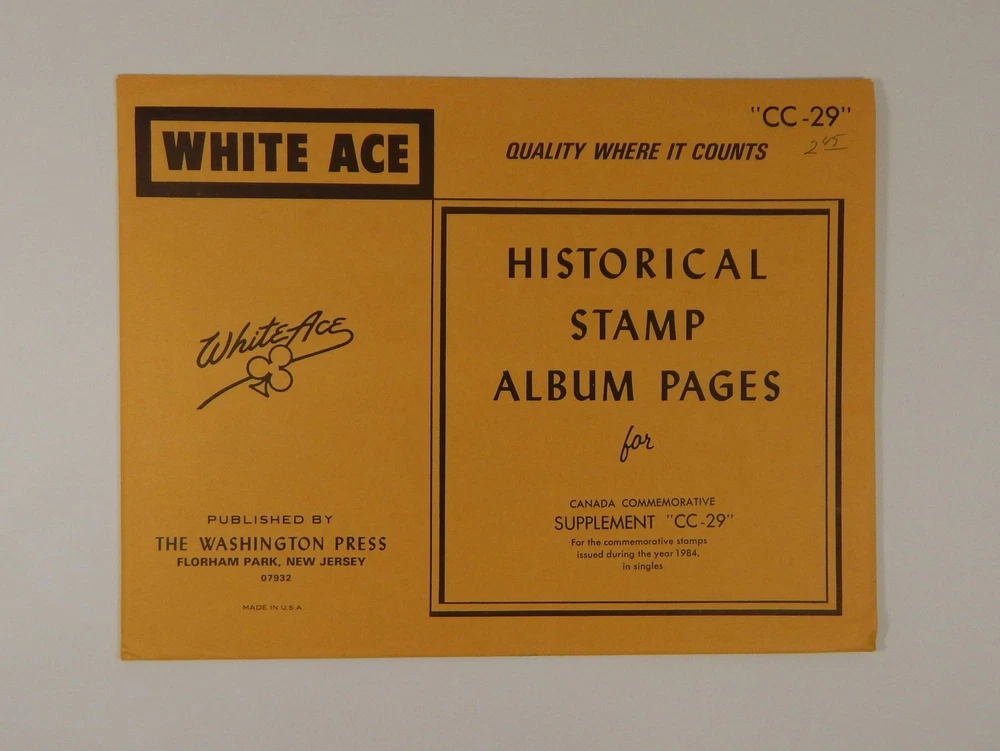 WHITE ACE
"CC-29"
2 45
QUALITY WHERE IT COUNTS
HISTORICAL
STAMP
ALBUM PAGES
for
CANADA COMMEMORATIVE
SUPPLEMENT "CC-29"
For the commemorative stamps
issued during the year 1984,
in singles
White Ace
PUBLISHED BY
THE WASHINGTON PRESS
FLORHAM PARK, NEW JERSEY
07932
MADE IN U.S.A.